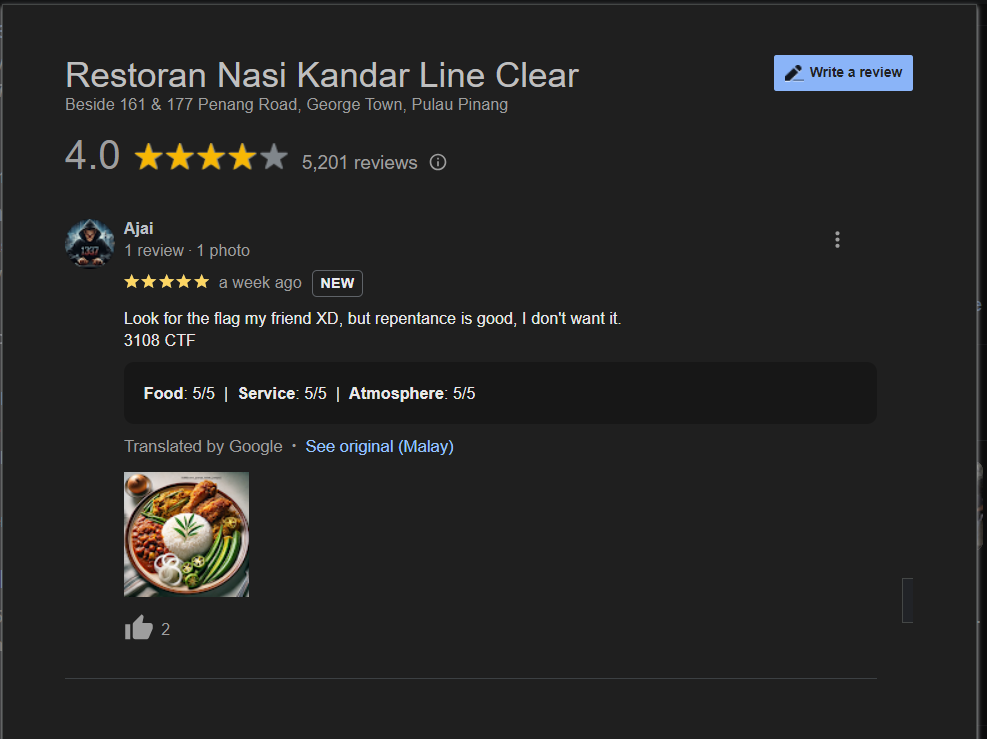 Restoran Nasi Kandar Line Clear
Write a review
Beside 161 & 177 Penang Road, George Town, Pulau Pinang
4.0
5,201 reviews
Ajai
1337
1 review · 1 photo
a week ago NEW
Look for the flag my friend XD, but repentance is good, I don't want it.
3108 CTF
Food: 5/5 | Service: 5/5 | Atmosphere: 5/5
Translated by Google · See original (Malay)
2